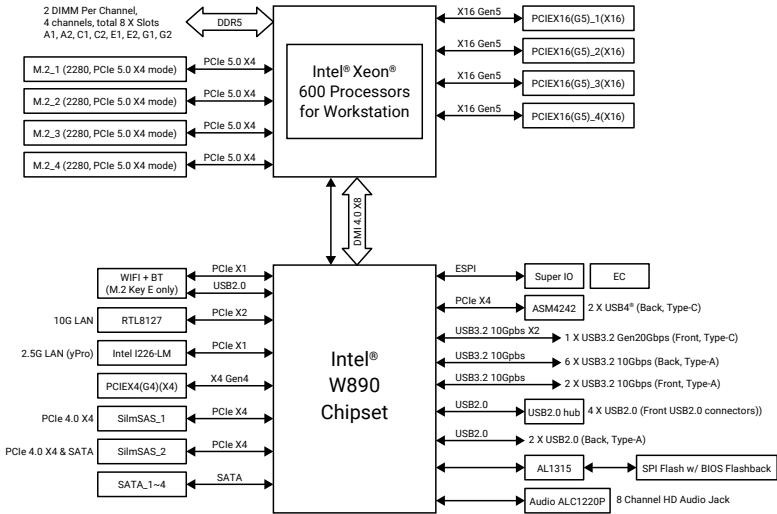 2 DIMM Per Channel,
4 channels, total 8 X Slots
A1, A2, C1, C2, E1, E2, G1, G2
DDR5
M.2_1 (2280, PCIe 5.0 X4 mode)
PCIe 5.0 X4
M.2_2 (2280, PCIe 5.0 X4 mode)
PCIe 5.0 X4
M.2_3 (2280, PCIe 5.0 X4 mode)
PCIe 5.0 X4
M.2_4 (2280, PCIe 5.0 X4 mode)
PCIe 5.0 X4
Intel® Xeon®
600 Processors
for Workstation
X16 Gen5
PCIEX16(G5)_1(X16)
X16 Gen5
PCIEX16(G5)_2(X16)
X16 Gen5
PCIEX16(G5)_3(X16)
X16 Gen5
PCIEX16(G5)_4(X16)
DMI 4.0 X8
WIFI + BT
(M.2 Key E only)
PCIe X1
USB2.0
10G LAN
RTL8127
PCIe X2
2.5G LAN (yPro)
Intel I226-LM
PCIe X1
PCIEX4(G4)(X4)
X4 Gen4
PCIe 4.0 X4
SilmSAS_1
PCIe X4
PCIe 4.0 X4 & SATA
SilmSAS_2
PCIe X4
SATA_1~4
SATA
Intel®
W890
Chipset
ESPI
Super IO
EC
PCIe X4
ASM4242
2 X USB4® (Back, Type-C)
USB3.2 10Gpbs X2
1 X USB3.2 Gen20Gbps (Front, Type-C)
USB3.2 10Gpbs
6 X USB3.2 10Gbps (Back, Type-A)
USB3.2 10Gpbs
2 X USB3.2 10Gbps (Front, Type-A)
USB2.0
USB2.0 hub
4 X USB2.0 (Front USB2.0 connectors))
USB2.0
2 X USB2.0 (Back, Type-A)
AL1315
SPI Flash w/ BIOS Flashback
Audio ALC1220P
8 Channel HD Audio Jack